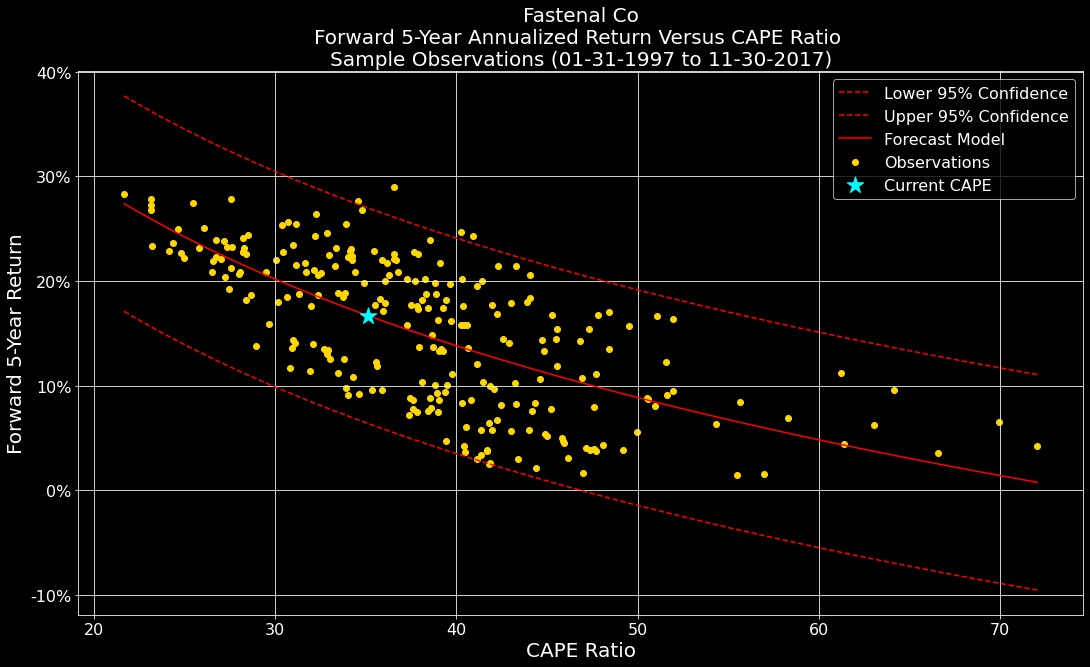 Fastenal Co
Forward 5-Year Annualized Return Versus CAPE Ratio
Sample Observations (01-31-1997 to 11-30-2017)
40%
30%
20%
10%
0%
-10%
Forward 5-Year Return
Lower 95% Confidence
Upper 95% Confidence
Forecast Model
Observations
Current CAPE
20
30
40
50
60
70
CAPE Ratio